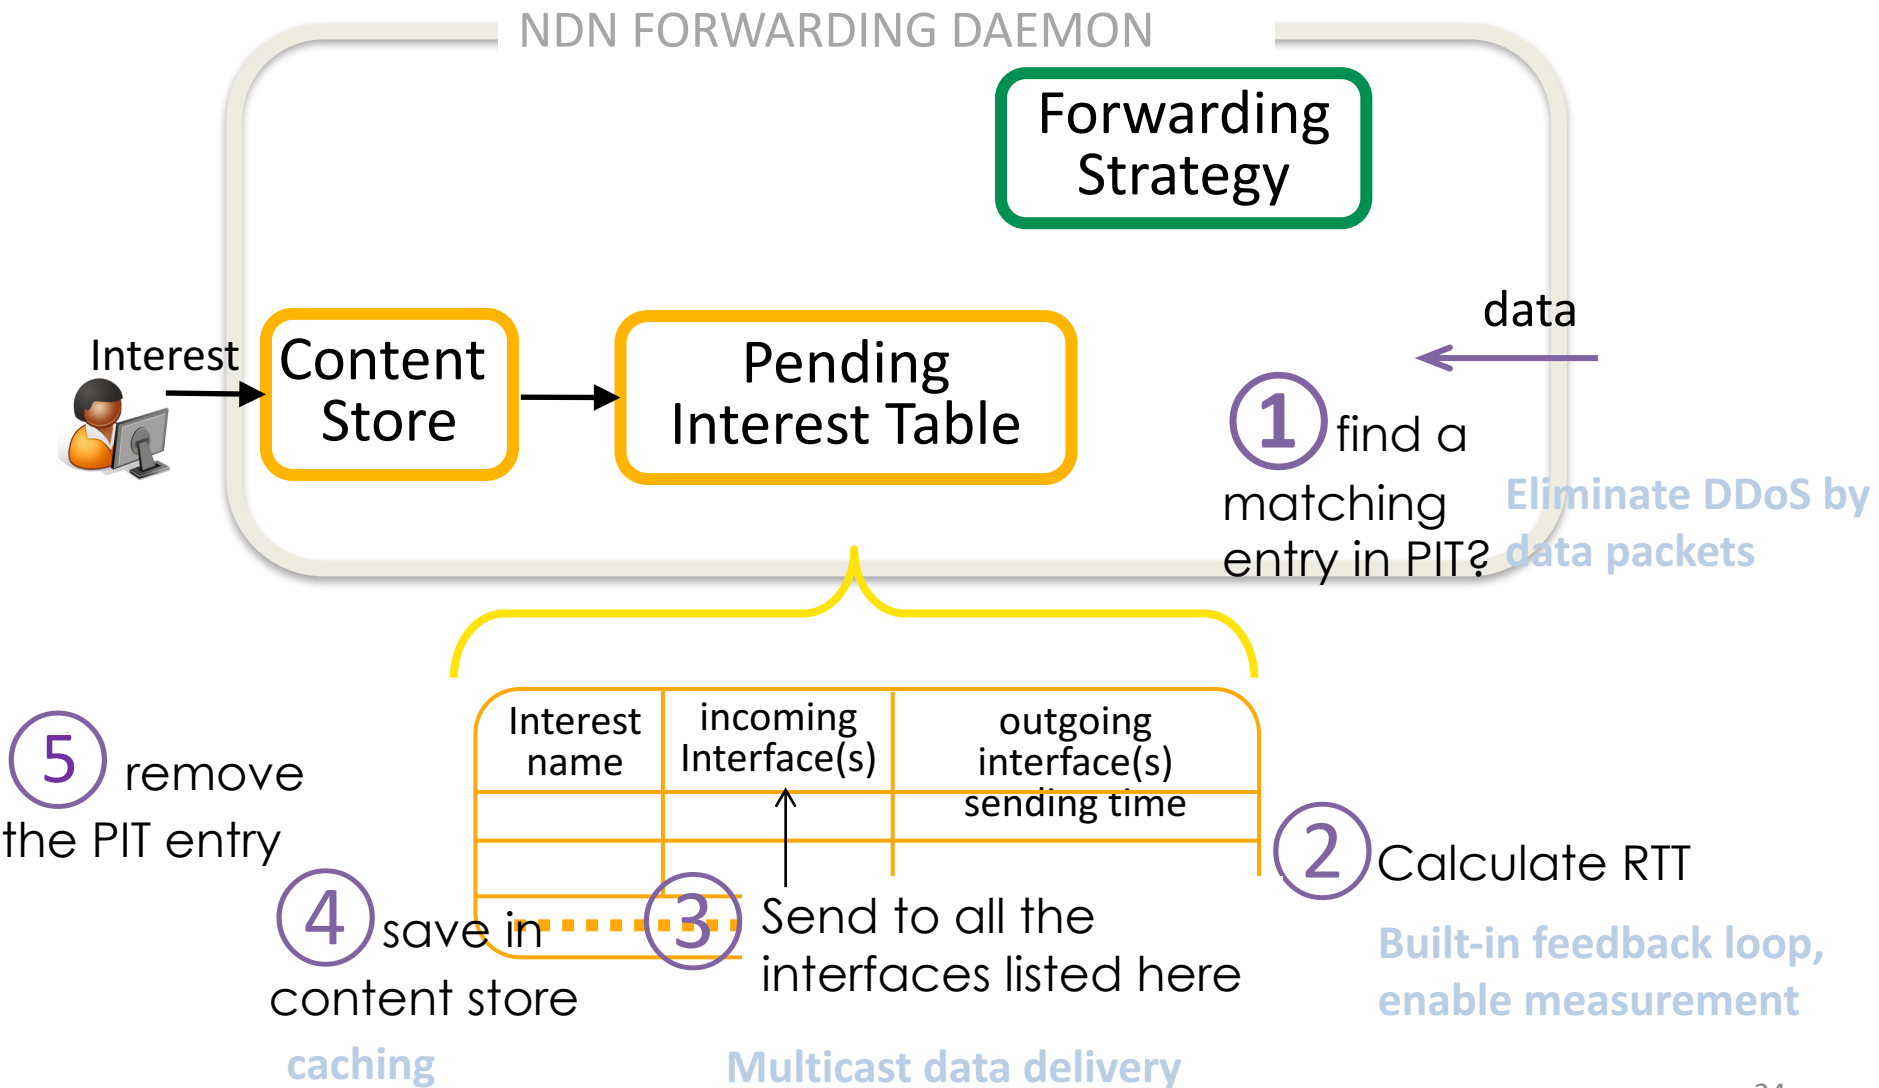 NDN FORWARDING DAEMON
Forwarding
Strategy
data
Interest
Content
Store
Pending
Interest Table
1 find a
matching
entry in PIT?
Eliminate DDoS by
data packets
Interest
name
incoming
Interface(s)
outgoing
interface(s)
sending time
5 remove
the PIT entry
2 Calculate RTT
Built-in feedback loop,
enable measurement
4 save in
content store
caching
3 Send to all the
interfaces listed here
Multicast data delivery